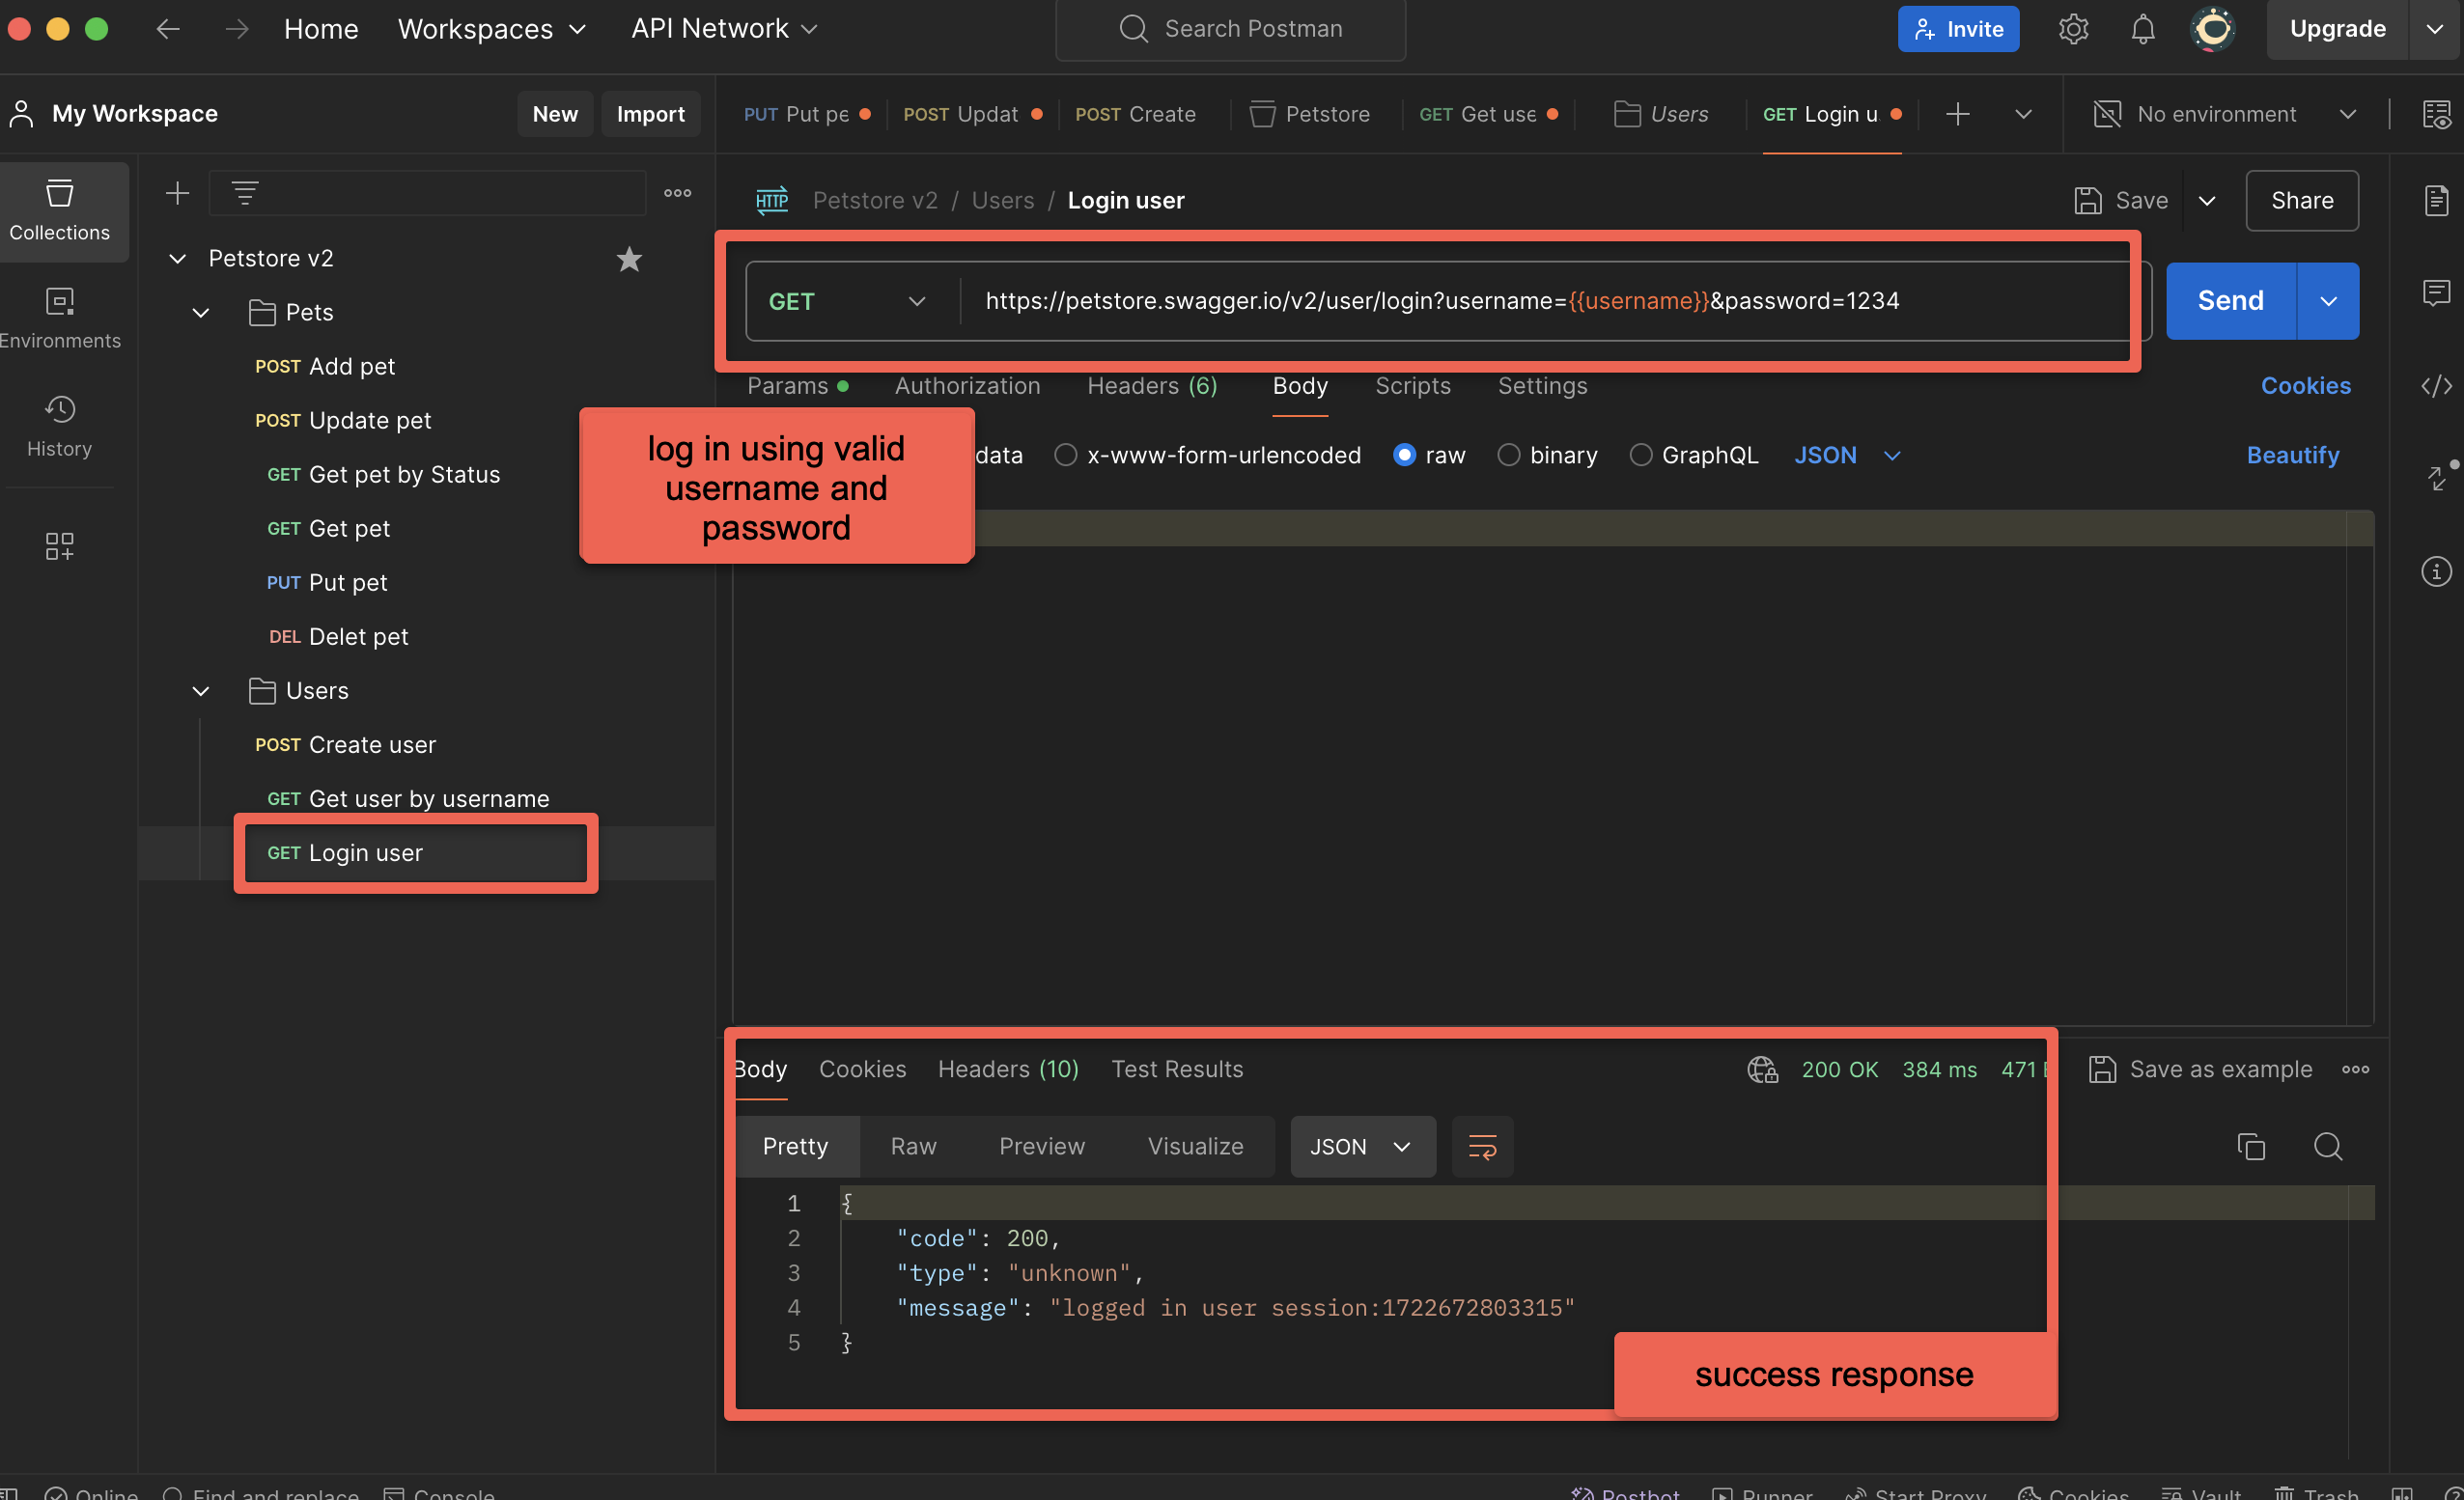 Home Workspaces API Network Search Postman Invite Upgrade
My Workspace New Import PUT Put pe POST Updat POST Create Petstore GET Get use Users GET Login u No environment
Collections
Environments
History
Petstore v2
Pets
POST Add pet
POST Update pet
GET Get pet by Status
GET Get pet
PUT Put pet
DEL Delet pet
Users
POST Create user
GET Get user by username
GET Login user
HTTP Petstore v2 / Users / Login user Save Share
GET https://petstore.swagger.io/v2/user/login?username={{username}}&password=1234 Send
Params Authorization Headers (6) Body Scripts Settings Cookies
log in using valid
username and
password
data x-www-form-urlencoded raw binary GraphQL JSON Beautify
Body Cookies Headers (10) Test Results 200 OK 384 ms 471 Save as example
Pretty Raw Preview Visualize JSON
1 {
2 "code": 200,
3 "type": "unknown",
4 "message": "logged in user session:1722672803315"
5 }
success response
Online Find and replace Console Postbot Runner Start Proxy Cookies Vault Trash